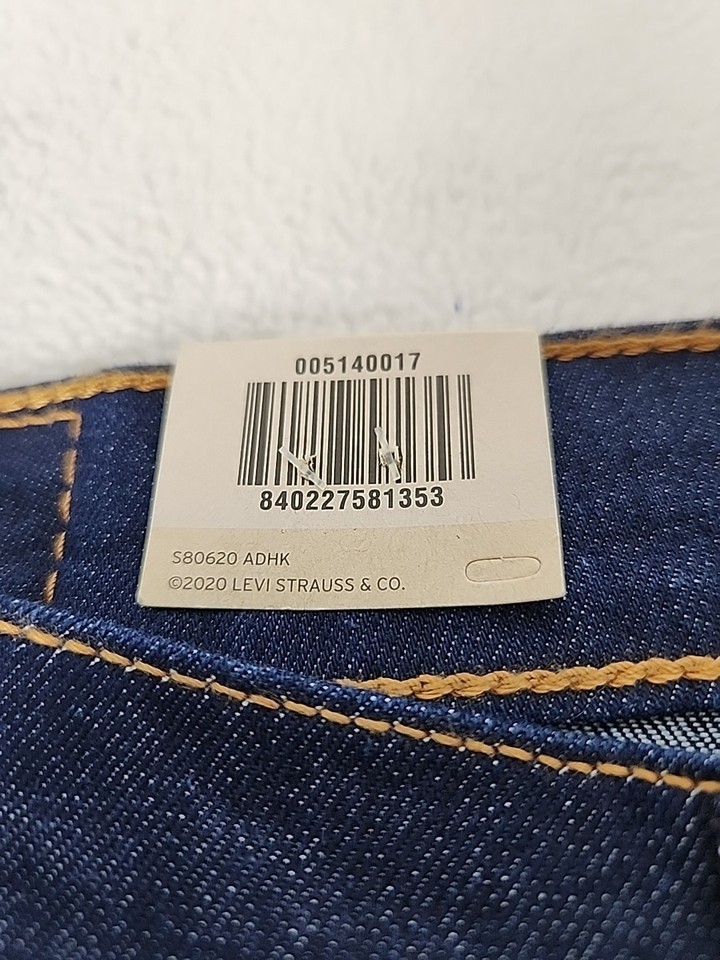 005140017
840227581353
S80620 ADHK
©2020 LEVI STRAUSS & CO.